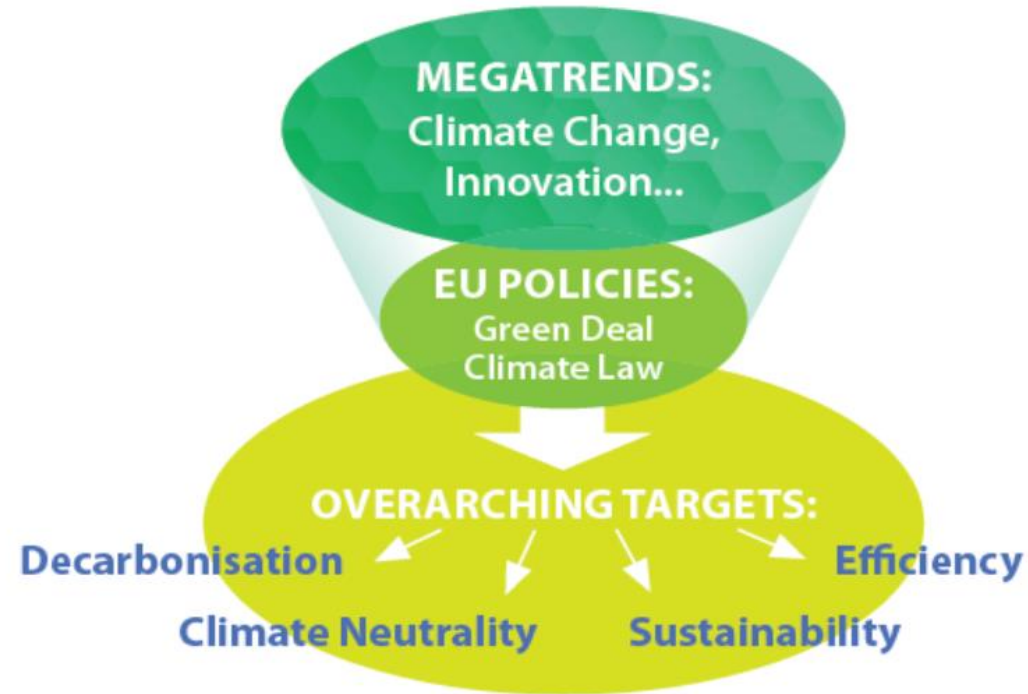 MEGATRENDS:
Climate Change,
Innovation...
EU POLICIES:
Green Deal
Climate Law
OVERARCHING TARGETS:
Decarbonisation
Efficiency
Climate Neutrality
Sustainability